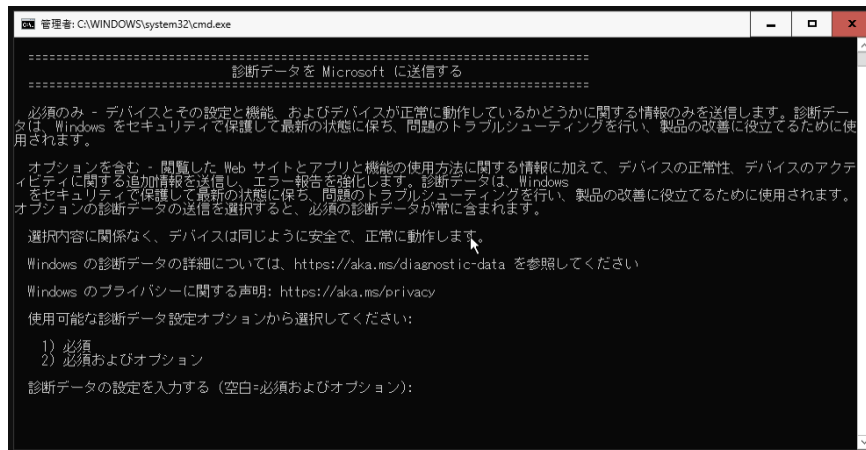 管理者: C:\WINDOWS\system32\cmd.exe
===================================================================
診断データを Microsoft に送信する
===================================================================
必須のみ - デバイスとその設定と機能、およびデバイスが正常に動作しているかどうかに関する情報のみを送信します。診断デー
タは、Windows をセキュリティで保護して最新の状態に保ち、問題のトラブルシューティングを行い、製品の改善に役立てるために使
用されます。
オプションを含む - 閲覧した Web サイトとアプリと機能の使用方法に関する情報に加えて、デバイスの正常性、デバイスのアクテ
ィビティに関する追加情報を送信し、エラー報告を強化します。診断データは、Windows
をセキュリティで保護して最新の状態に保ち、問題のトラブルシューティングを行い、製品の改善に役立てるために使用されます。
オプションの診断データの送信を選択すると、必須の診断データが常に含まれます。
選択内容に関係なく、デバイスは同じように安全で、正常に動作します。
Windows の診断データの詳細については、https://aka.ms/diagnostic-data を参照してください
Windows のプライバシーに関する声明: https://aka.ms/privacy
使用可能な診断データ設定オプションから選択してください:
1) 必須
2) 必須およびオプション
診断データの設定を入力する (空白=必須およびオプション):